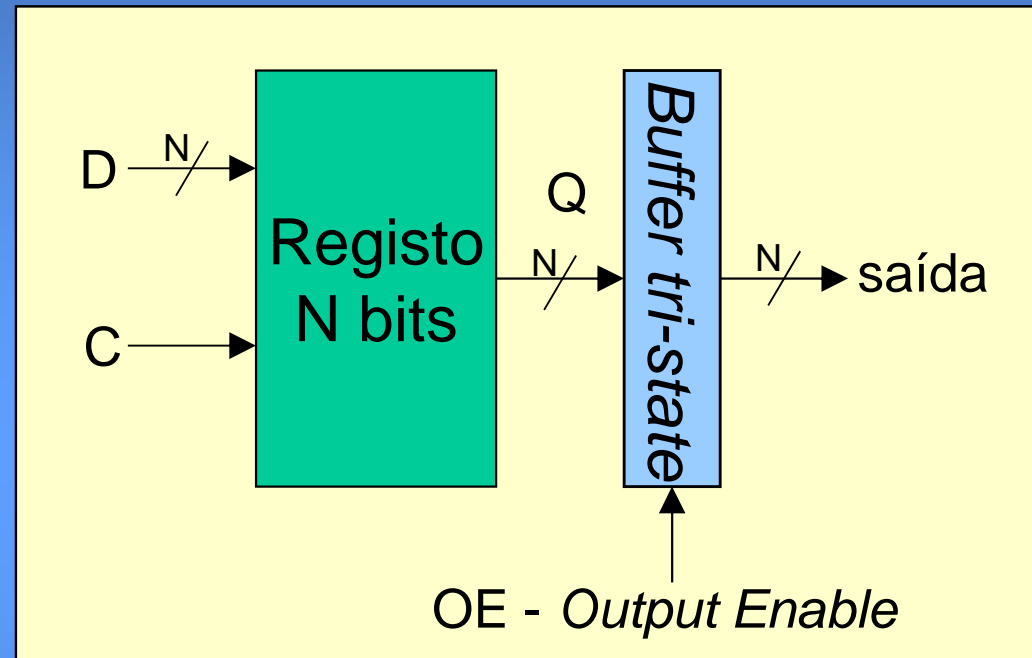 D
N
C
Registo
N bits
Q
N
Buffer tri-state
N
saída
OE - Output Enable